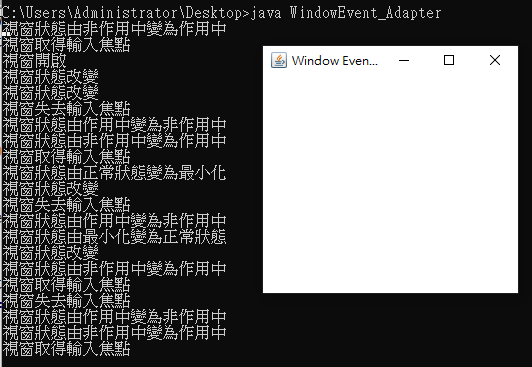 C:\Users\Administrator\Desktop>java WindowEvent_Adapter
視窗狀態由非作用中變為作用中
視窗取得輸入焦點
視窗開啟
視窗狀態改變
視窗狀態改變
視窗失去輸入焦點
視窗狀態由作用中變為非作用中
視窗狀態由非作用中變為作用中
視窗取得輸入焦點
視窗狀態由正常狀態變為最小化
視窗狀態改變
視窗失去輸入焦點
視窗狀態由作用中變為非作用中
視窗狀態由最小化變為正常狀態
視窗狀態改變
視窗狀態由非作用中變為作用中
視窗取得輸入焦點
視窗失去輸入焦點
視窗狀態由作用中變為非作用中
視窗狀態由非作用中變為作用中
視窗取得輸入焦點
Window Even...